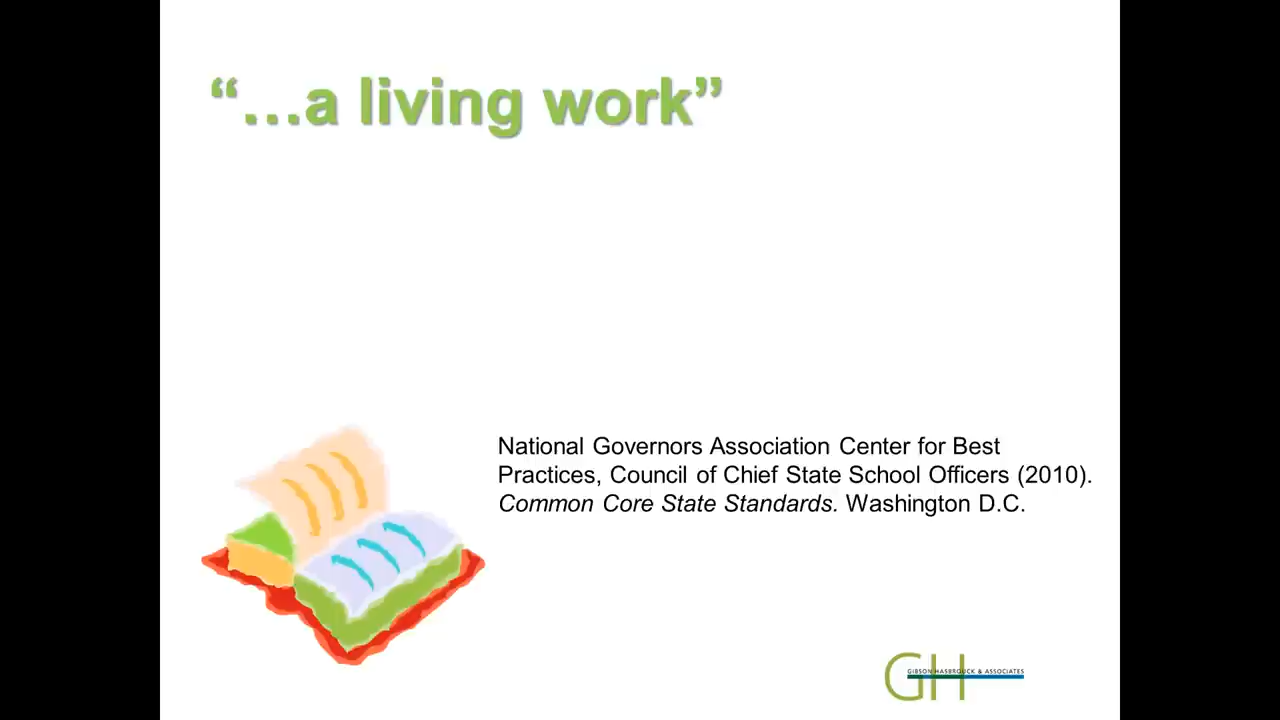 “...a living work”
National Governors Association Center for Best
Practices, Council of Chief State School Officers (2010).
Common Core State Standards. Washington D.C.
GH
GIBSON HASBROUCK & ASSOCIATES